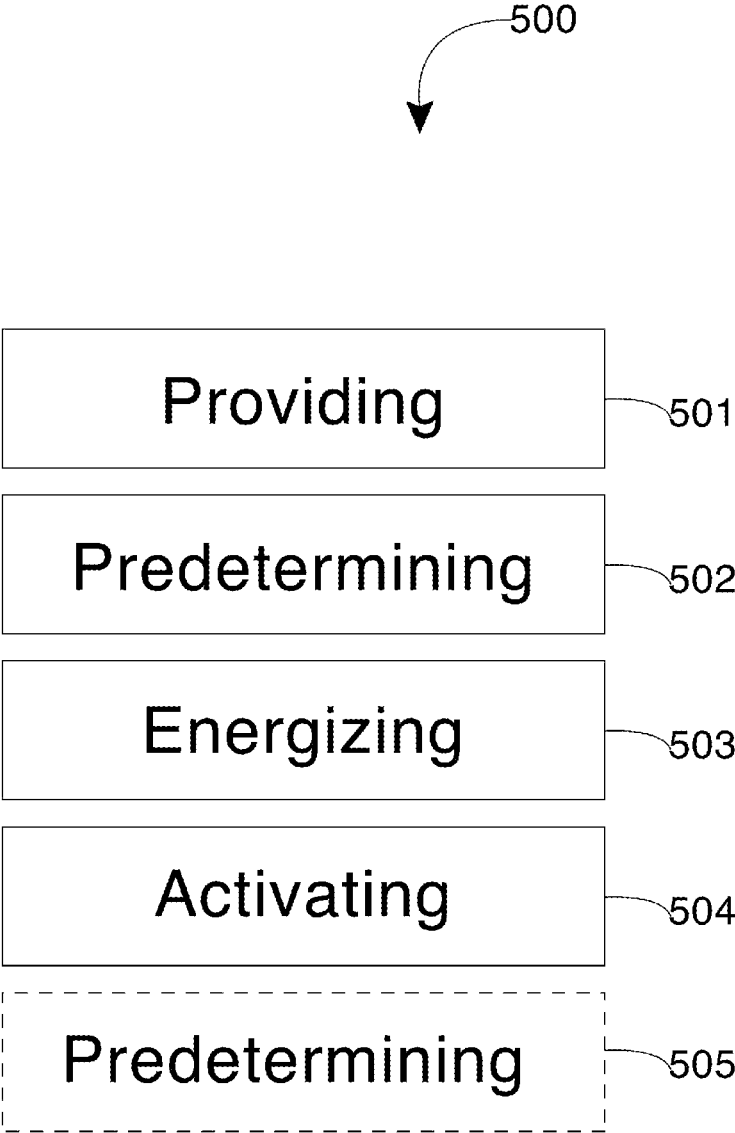 500
Providing
501
Predetermining
502
Energizing
503
Activating
504
Predetermining
505